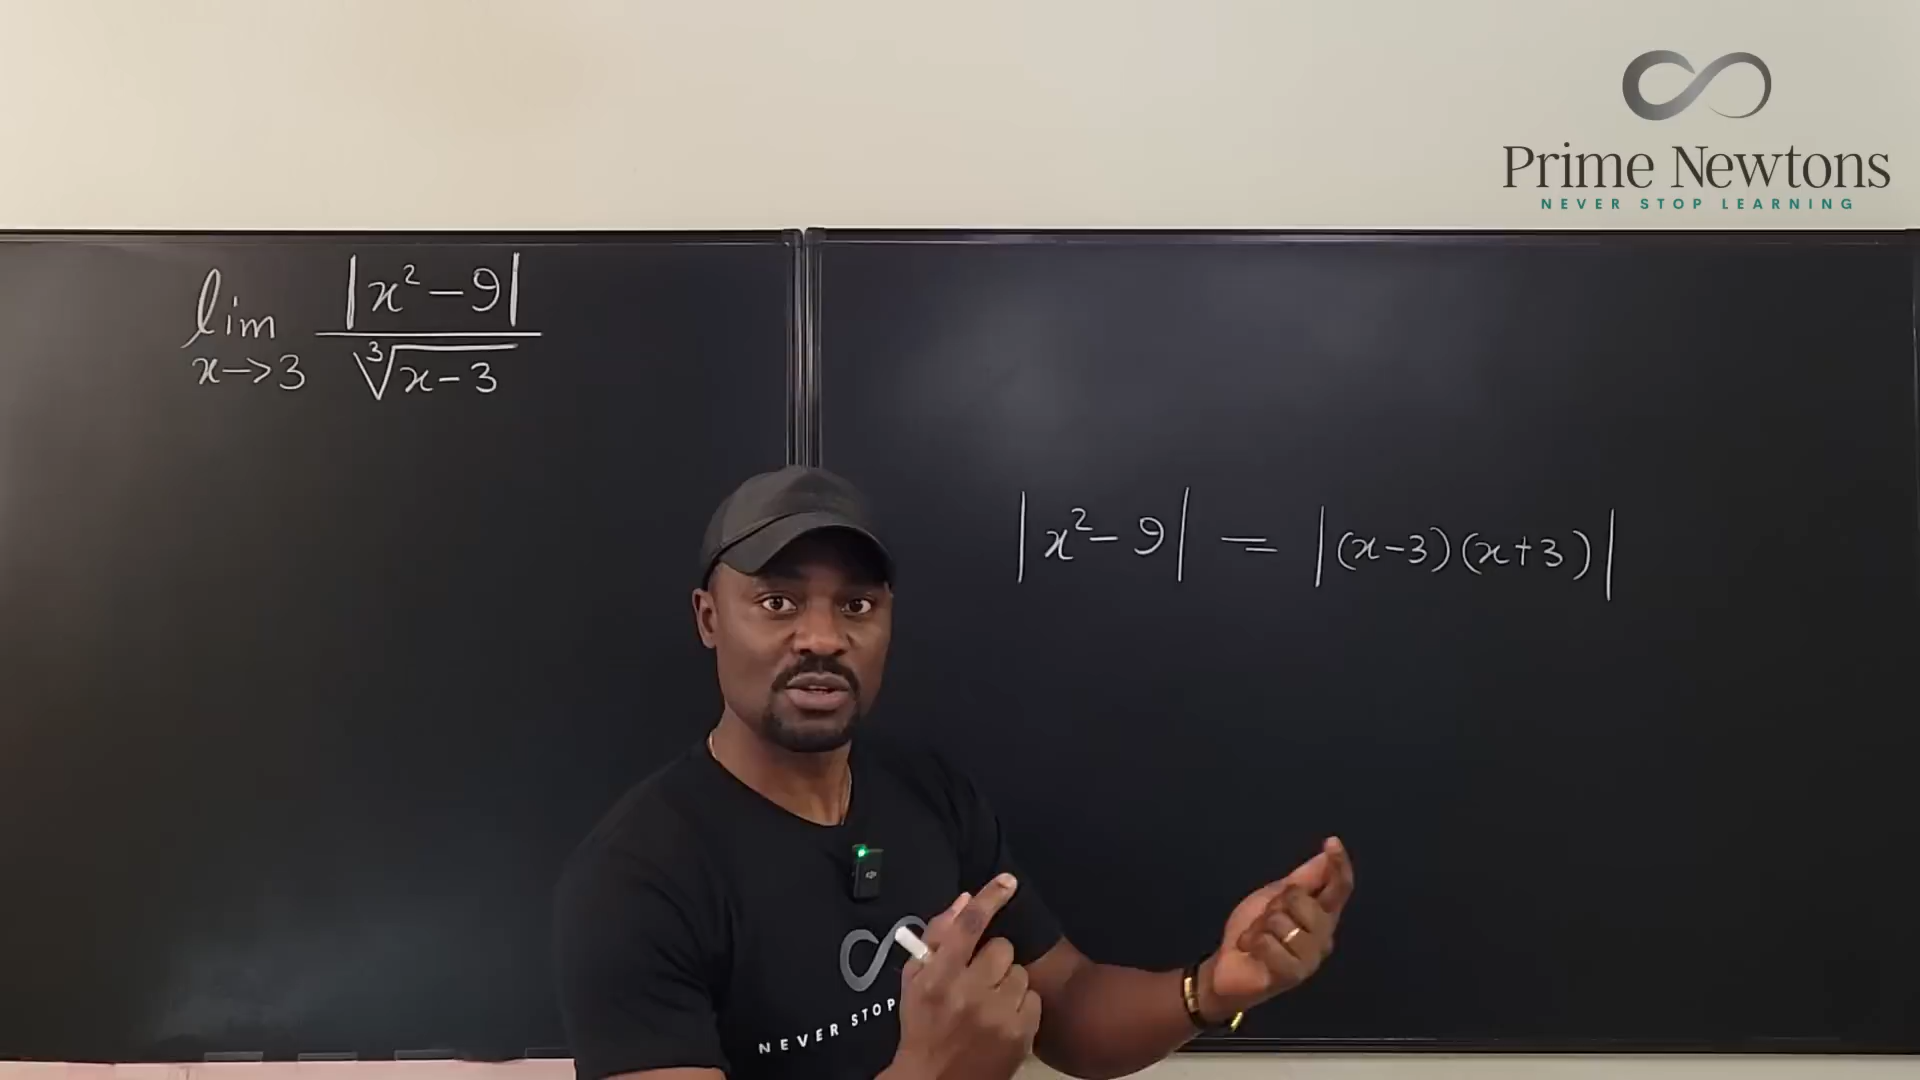 Prime Newtons
NEVER STOP LEARNING
lim x→3 |x² − 9| / ∛(x − 3)
|x² − 9| = |(x−3)(x+3)|
NEVER STOP